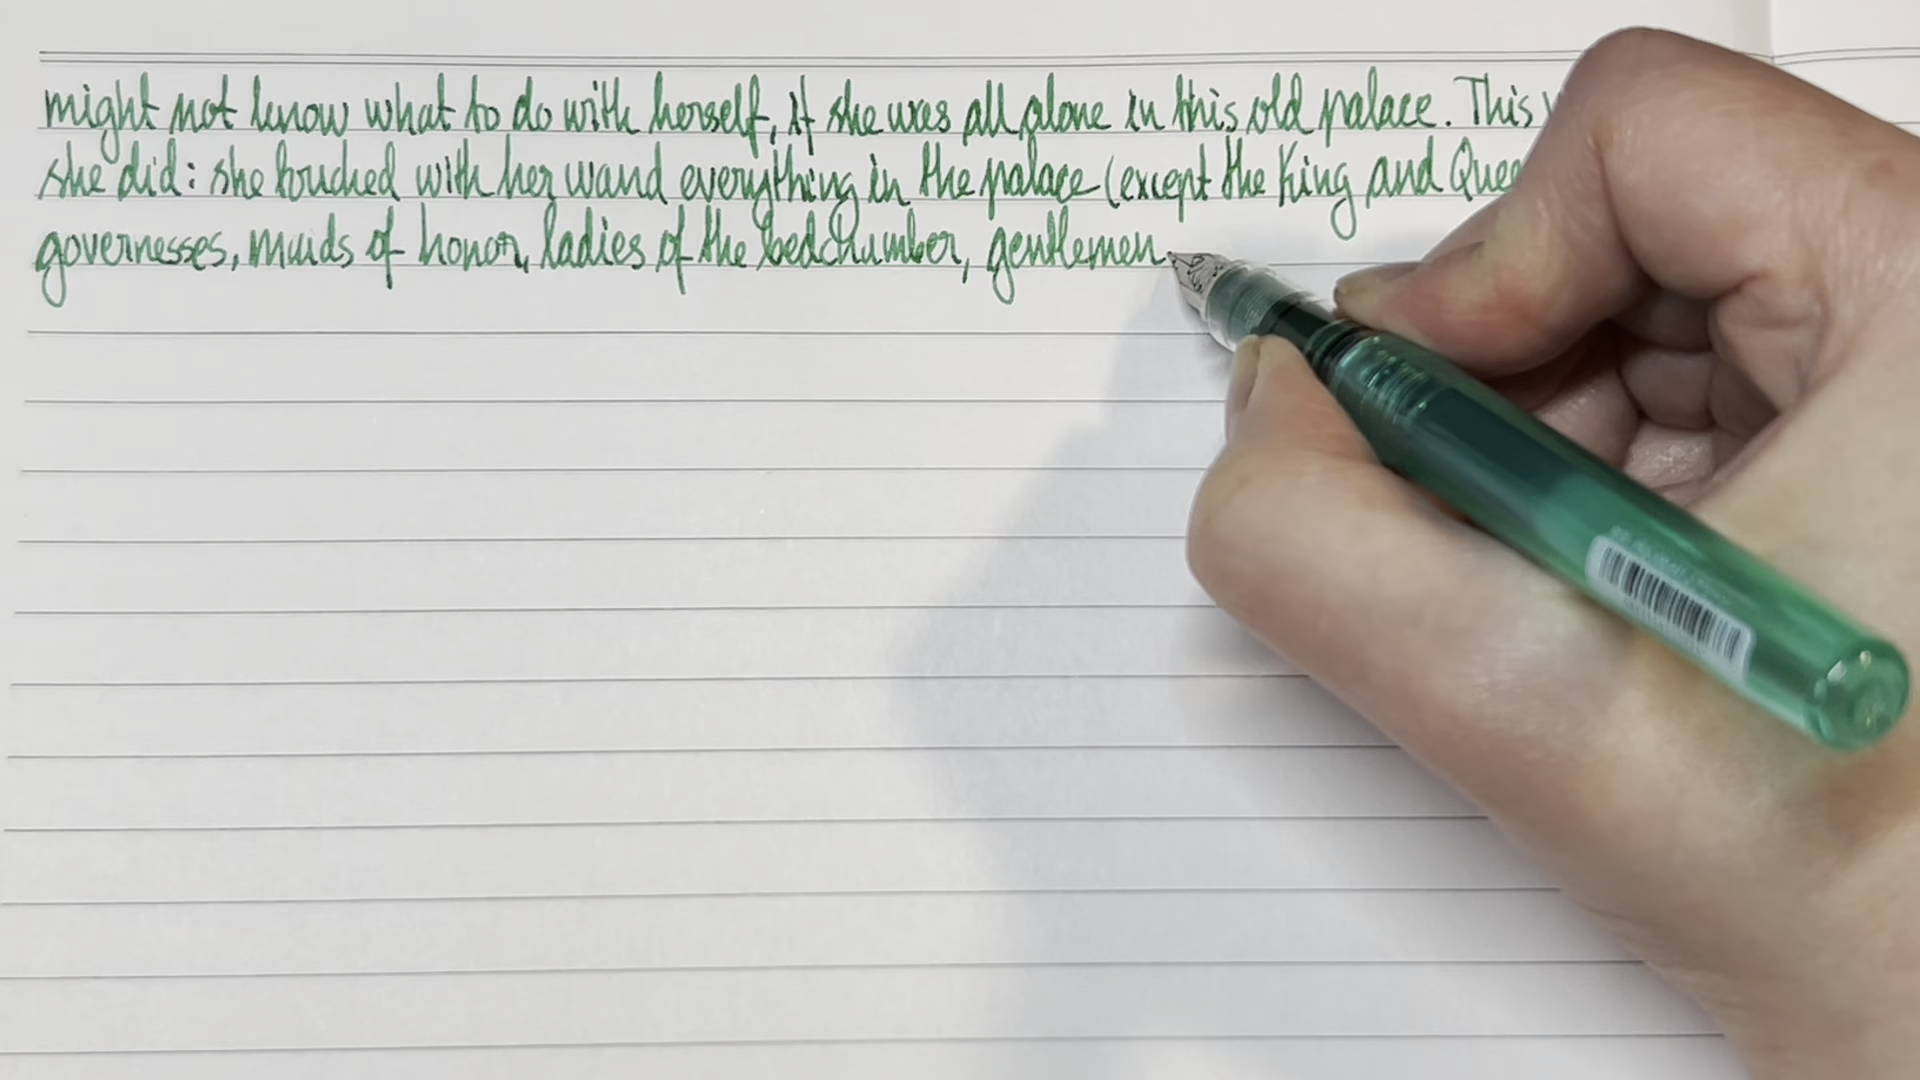 might not know what to do with herself, if she was all alone in this old palace. This
she did: she touched with her wand everything in the palace (except the King and Quee
governesses, maids of honor, ladies of the bedchamber, gentlemen